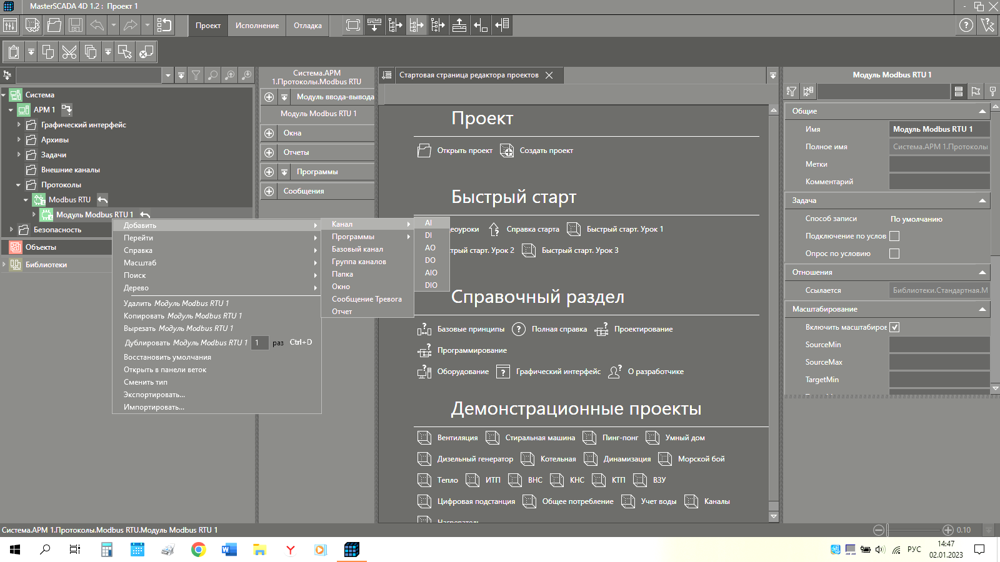 MasterSCADA 4D 1.2 : Проект 1
Проект
Исполнение
Отладка
Система
АРМ 1
Графический интерфейс
Архивы
Задачи
Внешние каналы
Протоколы
Modbus RTU
Модуль Modbus RTU 1
Безопасность
Объекты
Библиотеки
Система.АРМ
1.Протоколы.Modbus RTU
Модуль ввода-вывода
Модуль Modbus RTU 1
Окна
Отчеты
Программы
Сообщения
Добавить
Перейти
Справка
Масштаб
Поиск
Дерево
Удалить Модуль Modbus RTU 1
Копировать Модуль Modbus RTU 1
Вырезать Модуль Modbus RTU 1
Дублировать Модуль Modbus RTU 1 1 раз Ctrl+D
Восстановить умолчания
Открыть в панели веток
Сменить тип
Экспортировать...
Импортировать...
Канал
Программы
Базовый канал
Группа каналов
Папка
Окно
Сообщение Тревога
Отчет
AI
DI
AO
DO
AIO
DIO
Стартовая страница редактора проектов
Проект
Открыть проект Создать проект
Быстрый старт
еоуроки Справка старта Быстрый старт. Урок 1
трый старт. Урок 2 Быстрый старт. Урок 3
Справочный раздел
Базовые принципы Полная справка Проектирование
Программирование
Оборудование Графический интерфейс О разработчике
Демонстрационные проекты
Вентиляция Стиральная машина Пинг-понг Умный дом
Дизельный генератор Котельная Динамизация Морской бой
Тепло ИТП ВНС КНС КТП ВЗУ
Цифровая подстанция Общее потребление Учет воды Каналы
Нагреватель
Модуль Modbus RTU 1
Общие
Имя Модуль Modbus RTU 1
Полное имя Система.АРМ 1.Протоколы
Метки
Комментарий
Задача
Способ записи По умолчанию
Подключение по услов
Опрос по условию
Отношения
Ссылается Библиотеки.Стандартная.М
Масштабирование
Включить масштабиров
SourceMin
SourceMax
TargetMin
Система.АРМ 1.Протоколы.Modbus RTU.Модуль Modbus RTU 1
0.10
РУС
14:47
02.01.2023